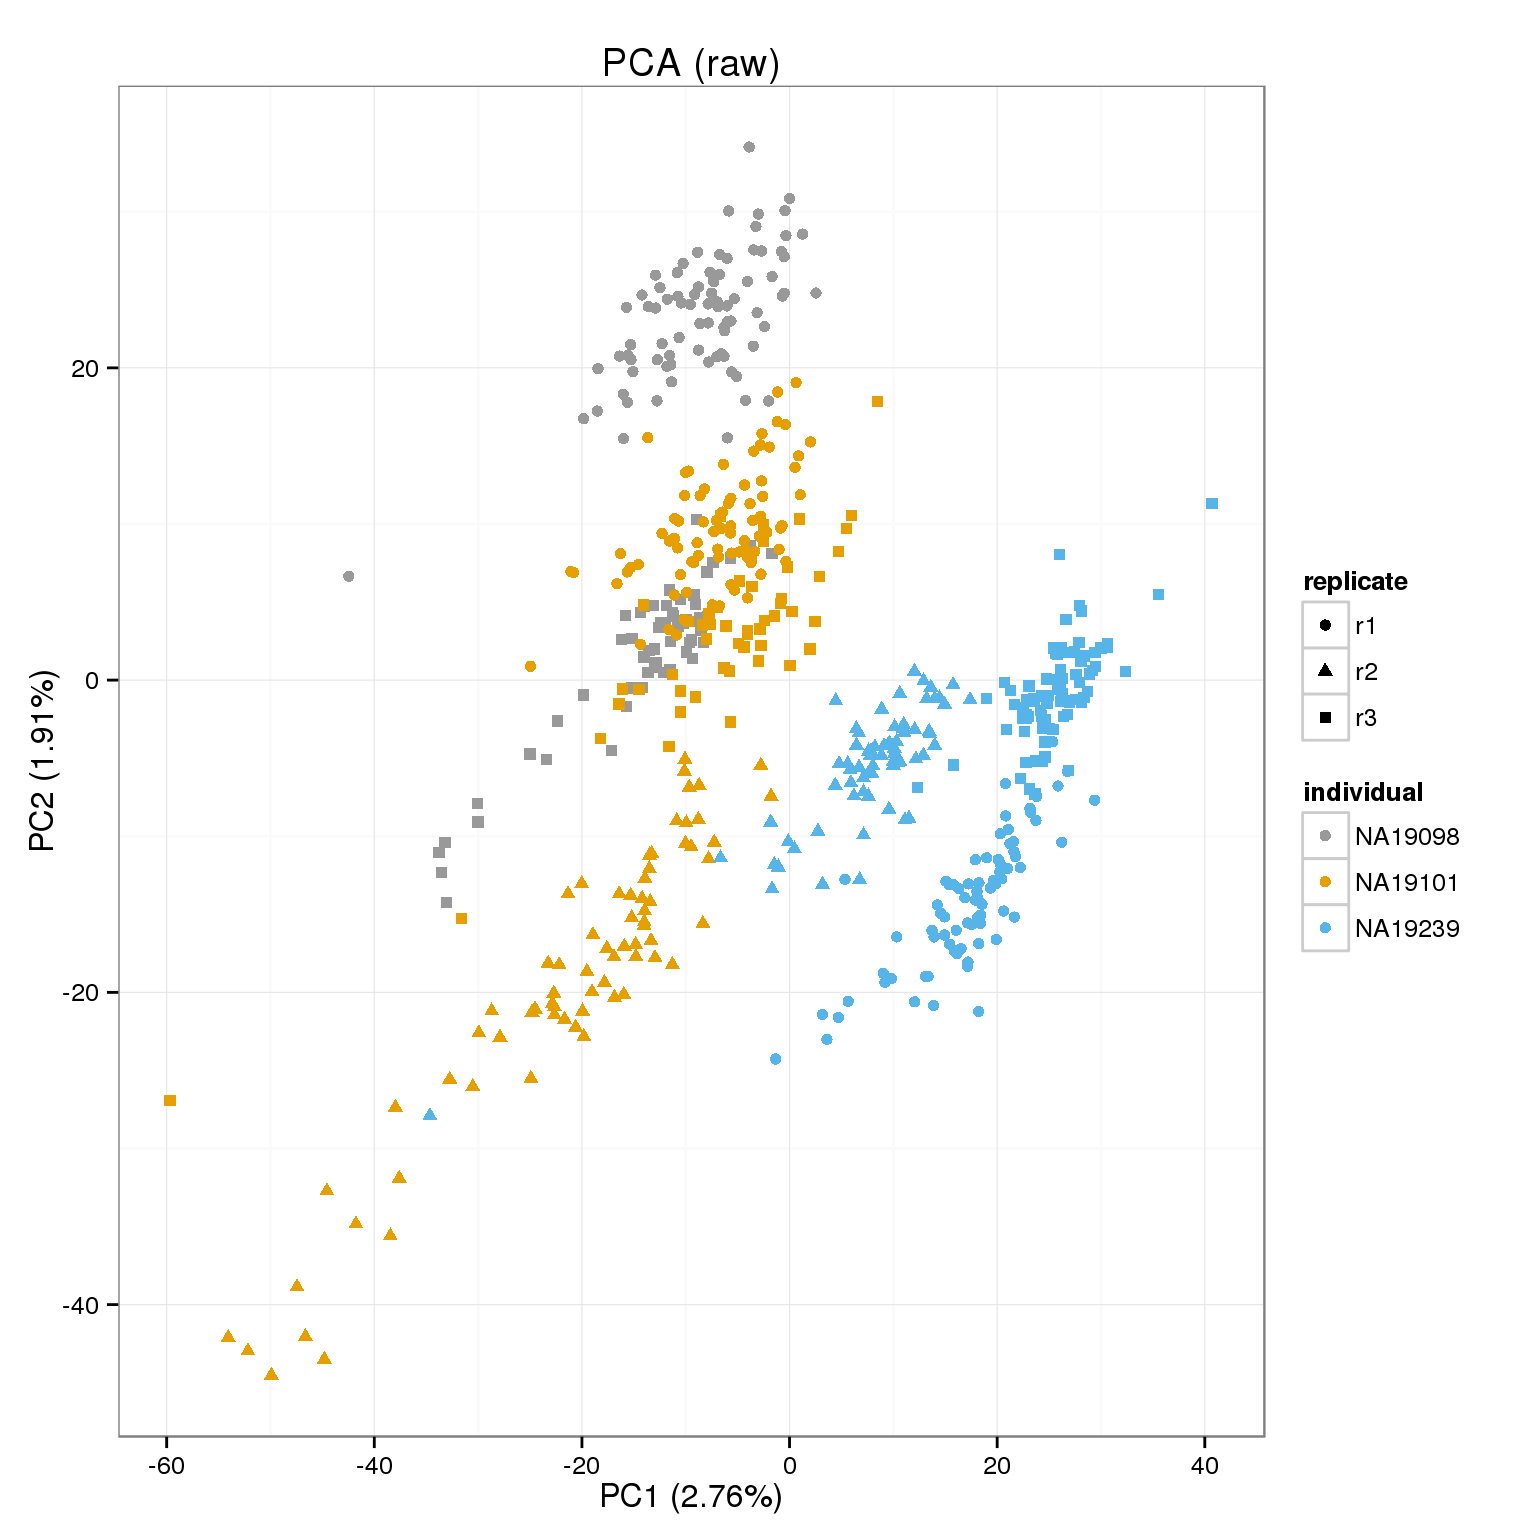 PCA (raw)
20
0
-20
-40
PC2 (1.91%)
-60
-40
-20
0
20
40
PC1 (2.76%)
replicate
r1
r2
r3
individual
NA19098
NA19101
NA19239